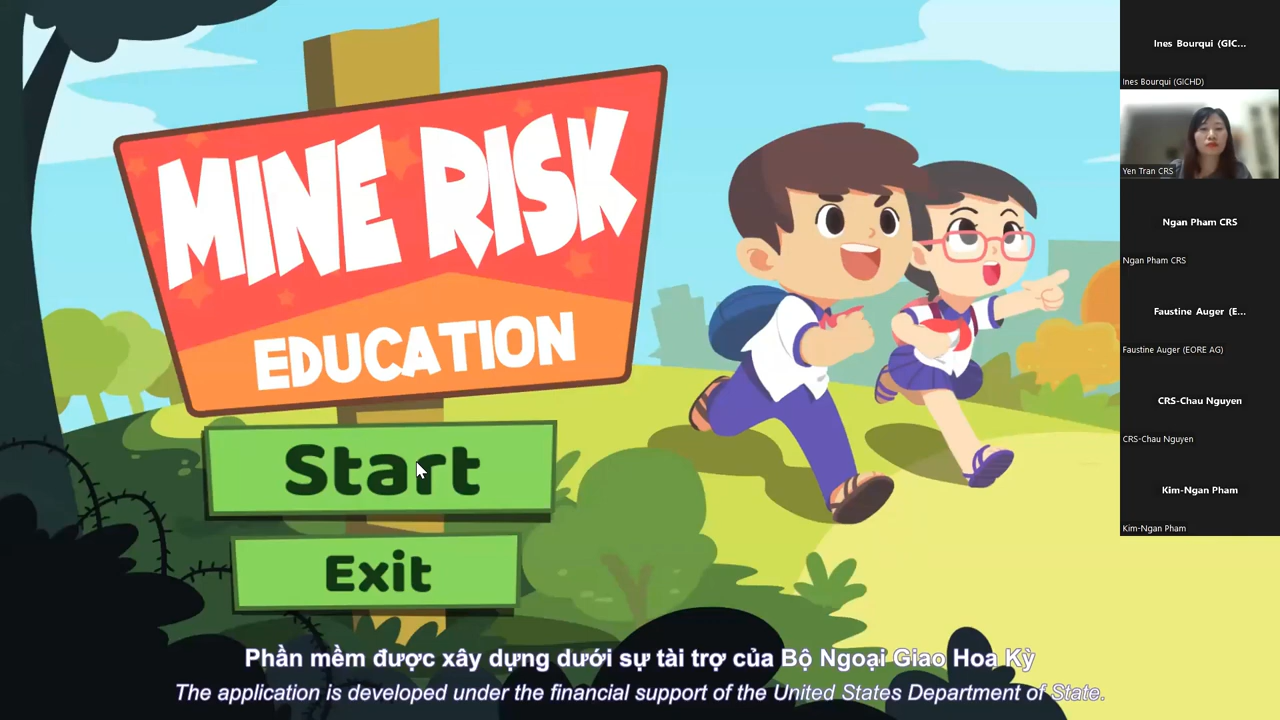 MINE RISK
EDUCATION
Start
Exit
Phần mềm được xây dựng dưới sự tài trợ của Bộ Ngoại Giao Hoa Kỳ
The application is developed under the financial support of the United States Department of State.
Ines Bourqui (GIC...
Ines Bourqui (GICHD)
Yen Tran CRS
Ngan Pham CRS
Ngan Pham CRS
Faustine Auger (E...
Faustine Auger (EORE AG)
CRS-Chau Nguyen
CRS-Chau Nguyen
Kim-Ngan Pham
Kim-Ngan Pham